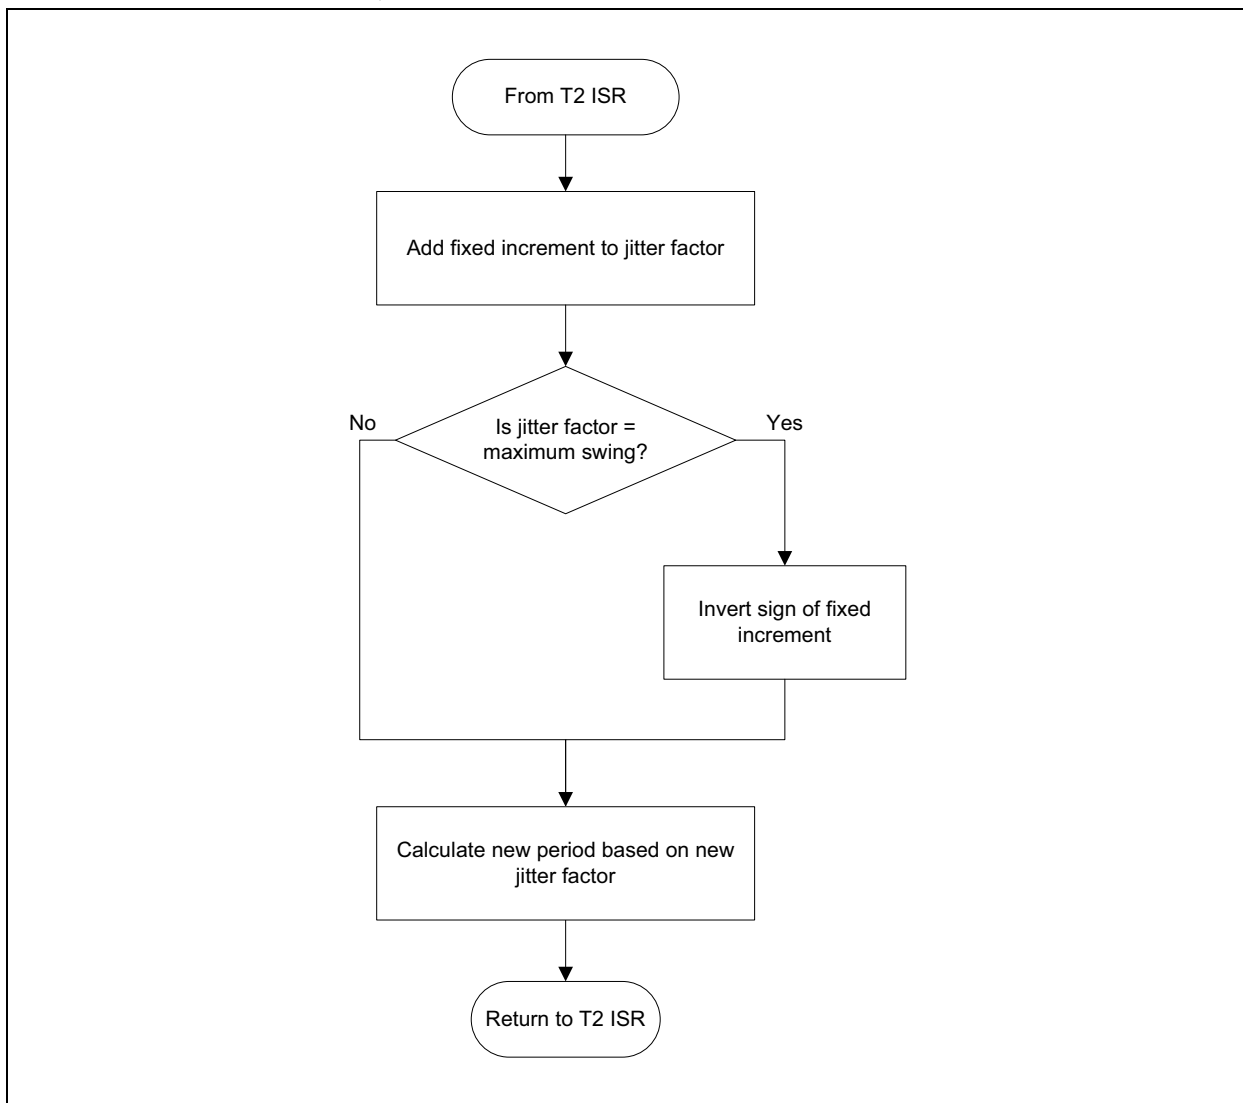 From T2 ISR
Add fixed increment to jitter factor
Is jitter factor =
maximum swing?
No
Yes
Invert sign of fixed
increment
Calculate new period based on new
jitter factor
Return to T2 ISR